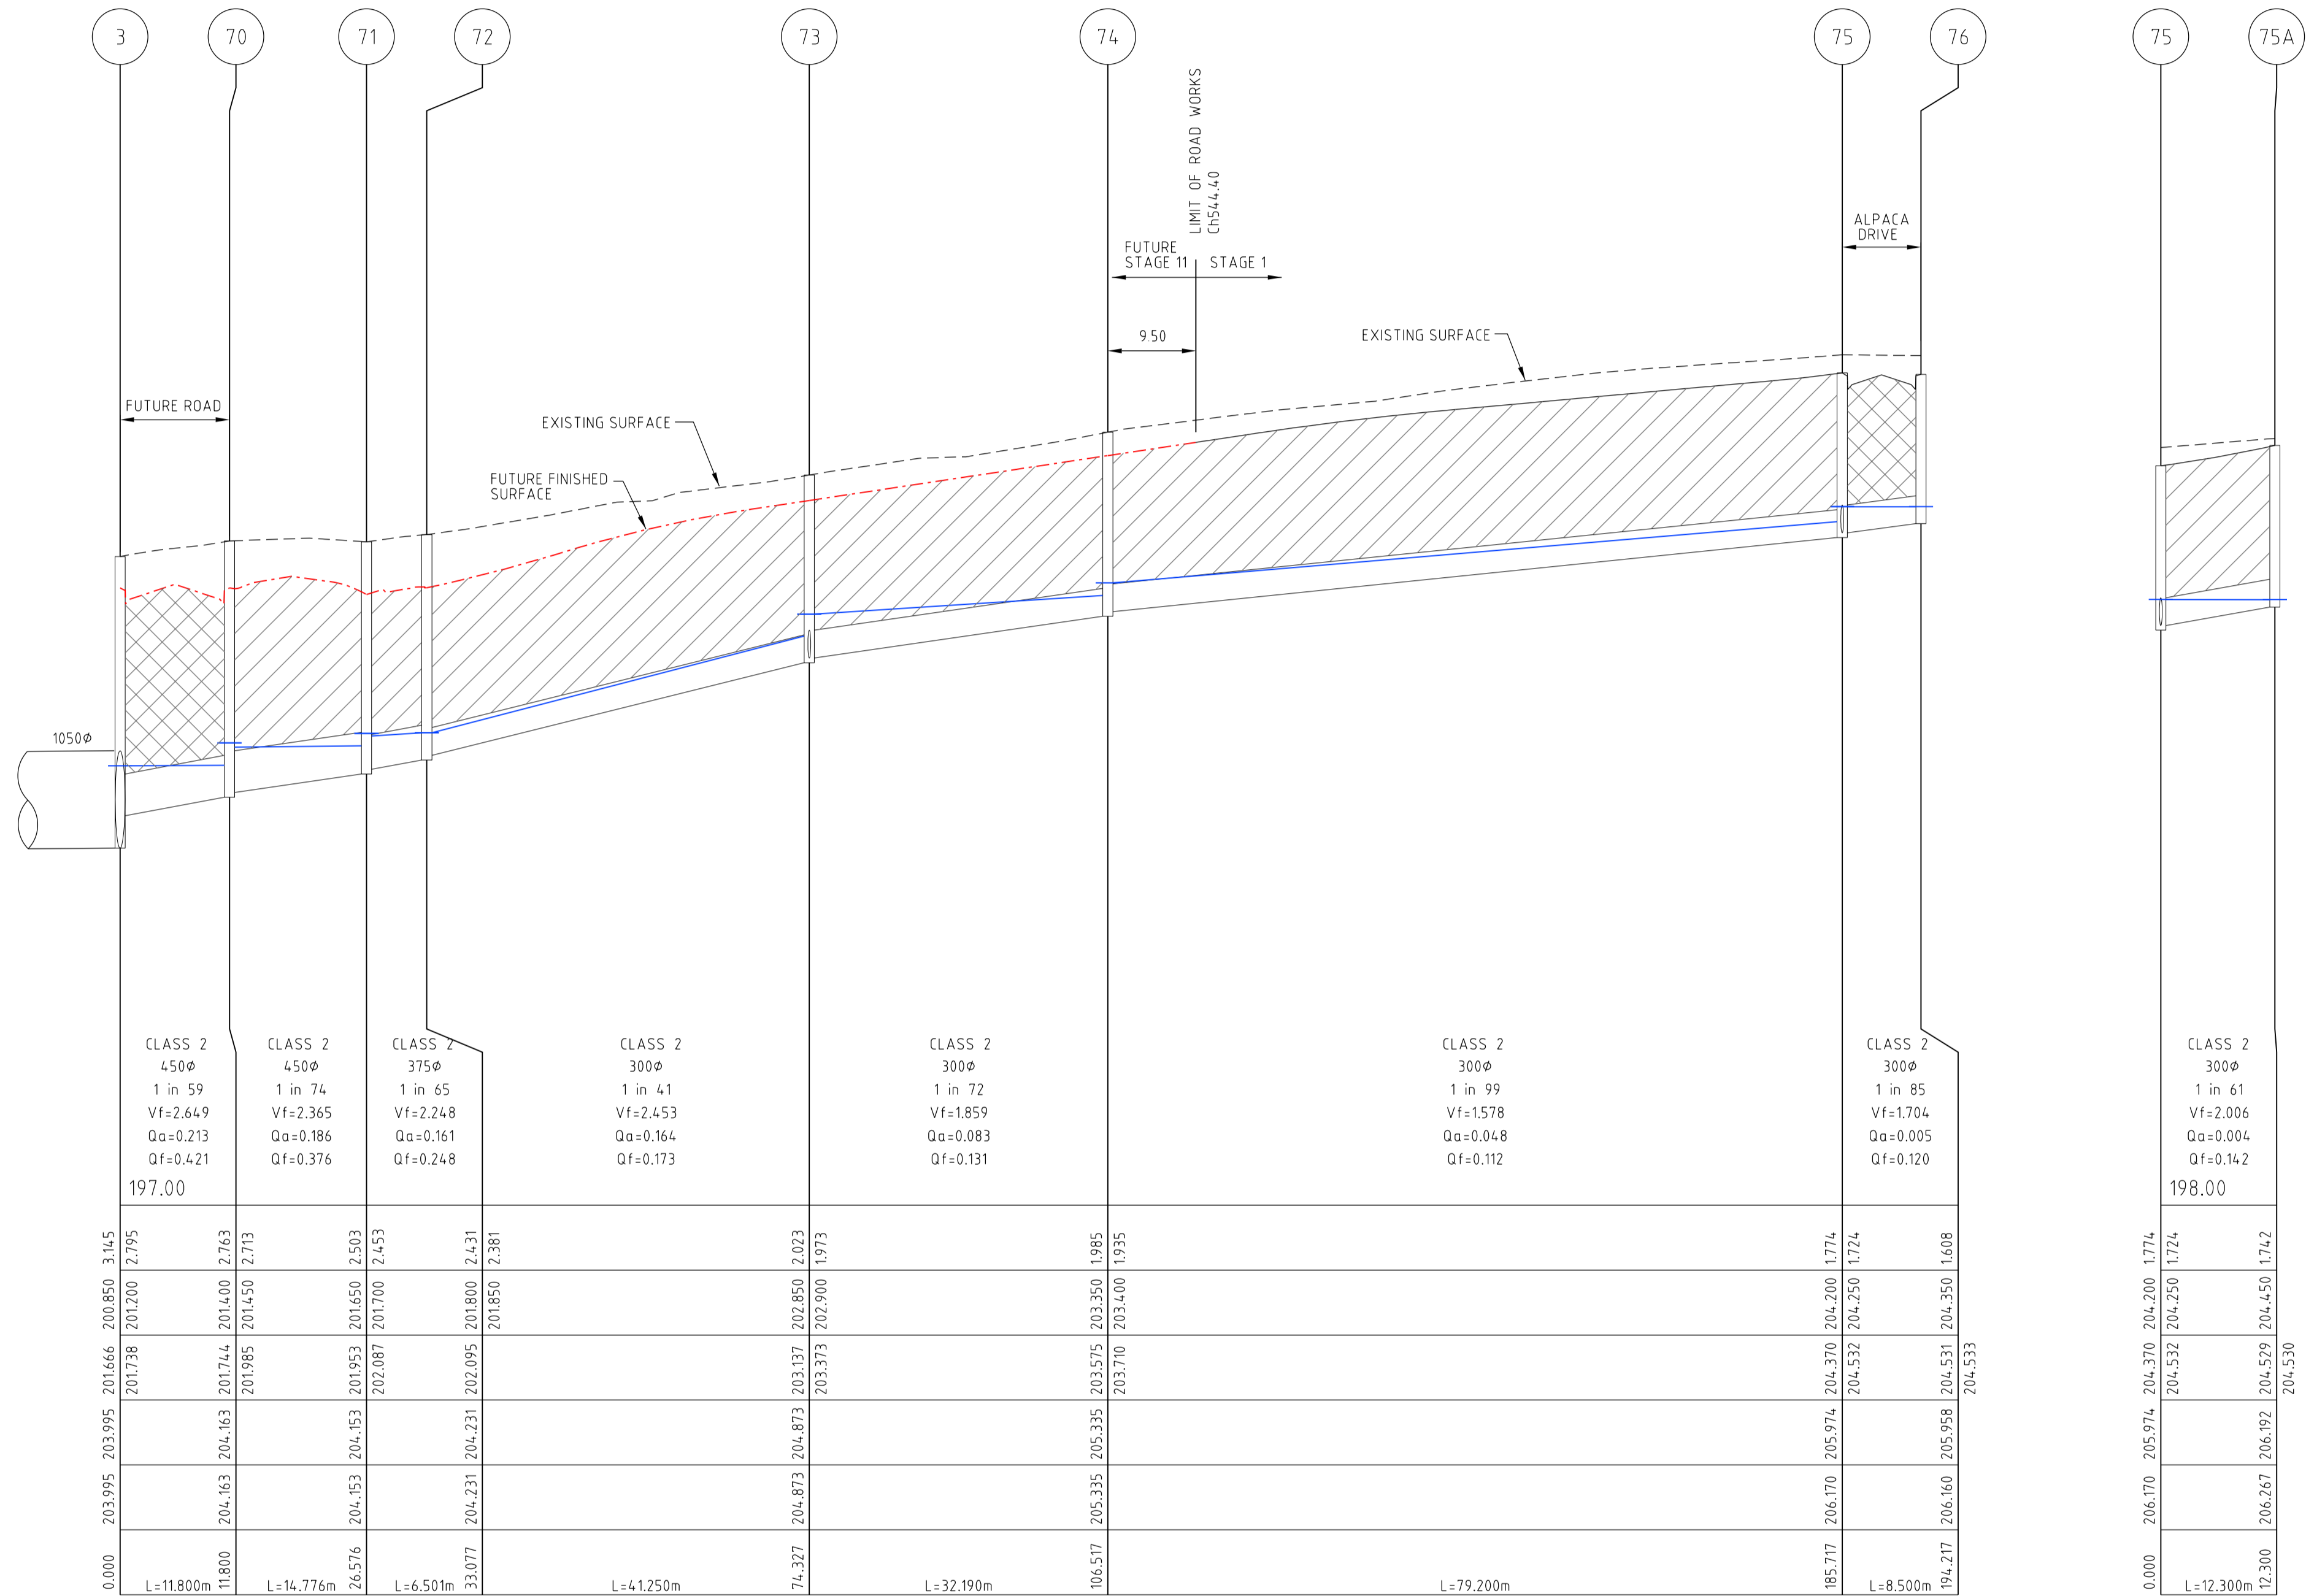 3 70 71 72 73 74 75 76 75 75A
LIMIT OF ROAD WORKS
Ch544.40
ALPACA
DRIVE
FUTURE
STAGE 11 STAGE 1
9.50
EXISTING SURFACE
FUTURE ROAD
EXISTING SURFACE
FUTURE FINISHED
SURFACE
1050ø
CLASS 2 CLASS 2 CLASS 2 CLASS 2 CLASS 2 CLASS 2 CLASS 2 CLASS 2
450ø 450ø 375ø 300ø 300ø 300ø 300ø 300ø
1 in 59 1 in 74 1 in 65 1 in 41 1 in 72 1 in 99 1 in 85 1 in 61
Vf=2.649 Vf=2.365 Vf=2.248 Vf=2.453 Vf=1.859 Vf=1.578 Vf=1.704 Vf=2.006
Qa=0.213 Qa=0.186 Qa=0.161 Qa=0.164 Qa=0.083 Qa=0.048 Qa=0.005 Qa=0.004
Qf=0.421 Qf=0.376 Qf=0.248 Qf=0.173 Qf=0.131 Qf=0.112 Qf=0.120 Qf=0.142
197.00 198.00
3.145 2.795 2.763 2.713 2.503 2.453 2.431 2.381 2.023 1.973 1.985 1.935 1.774 1.724 1.608 1.774 1.724 1.742
200.850 201.200 201.400 201.450 201.650 201.700 201.800 201.850 202.850 202.900 203.350 203.400 204.200 204.250 204.350 204.200 204.250 204.450
201.666 201.738 201.744 201.985 201.953 202.087 202.095 203.137 203.373 203.575 203.710 204.370 204.532 204.531 204.533 204.370 204.532 204.529 204.530
203.995 204.163 204.153 204.231 204.873 205.335 205.974 205.958 205.974 206.192
203.995 204.163 204.153 204.231 204.873 205.335 206.170 206.160 206.170 206.267
0.000 L=11.800m 11.800 L=14.776m 26.576 L=6.501m 33.077 L=41.250m 74.327 L=32.190m 106.517 L=79.200m 185.717 L=8.500m 194.217 0.000 L=12.300m 12.300